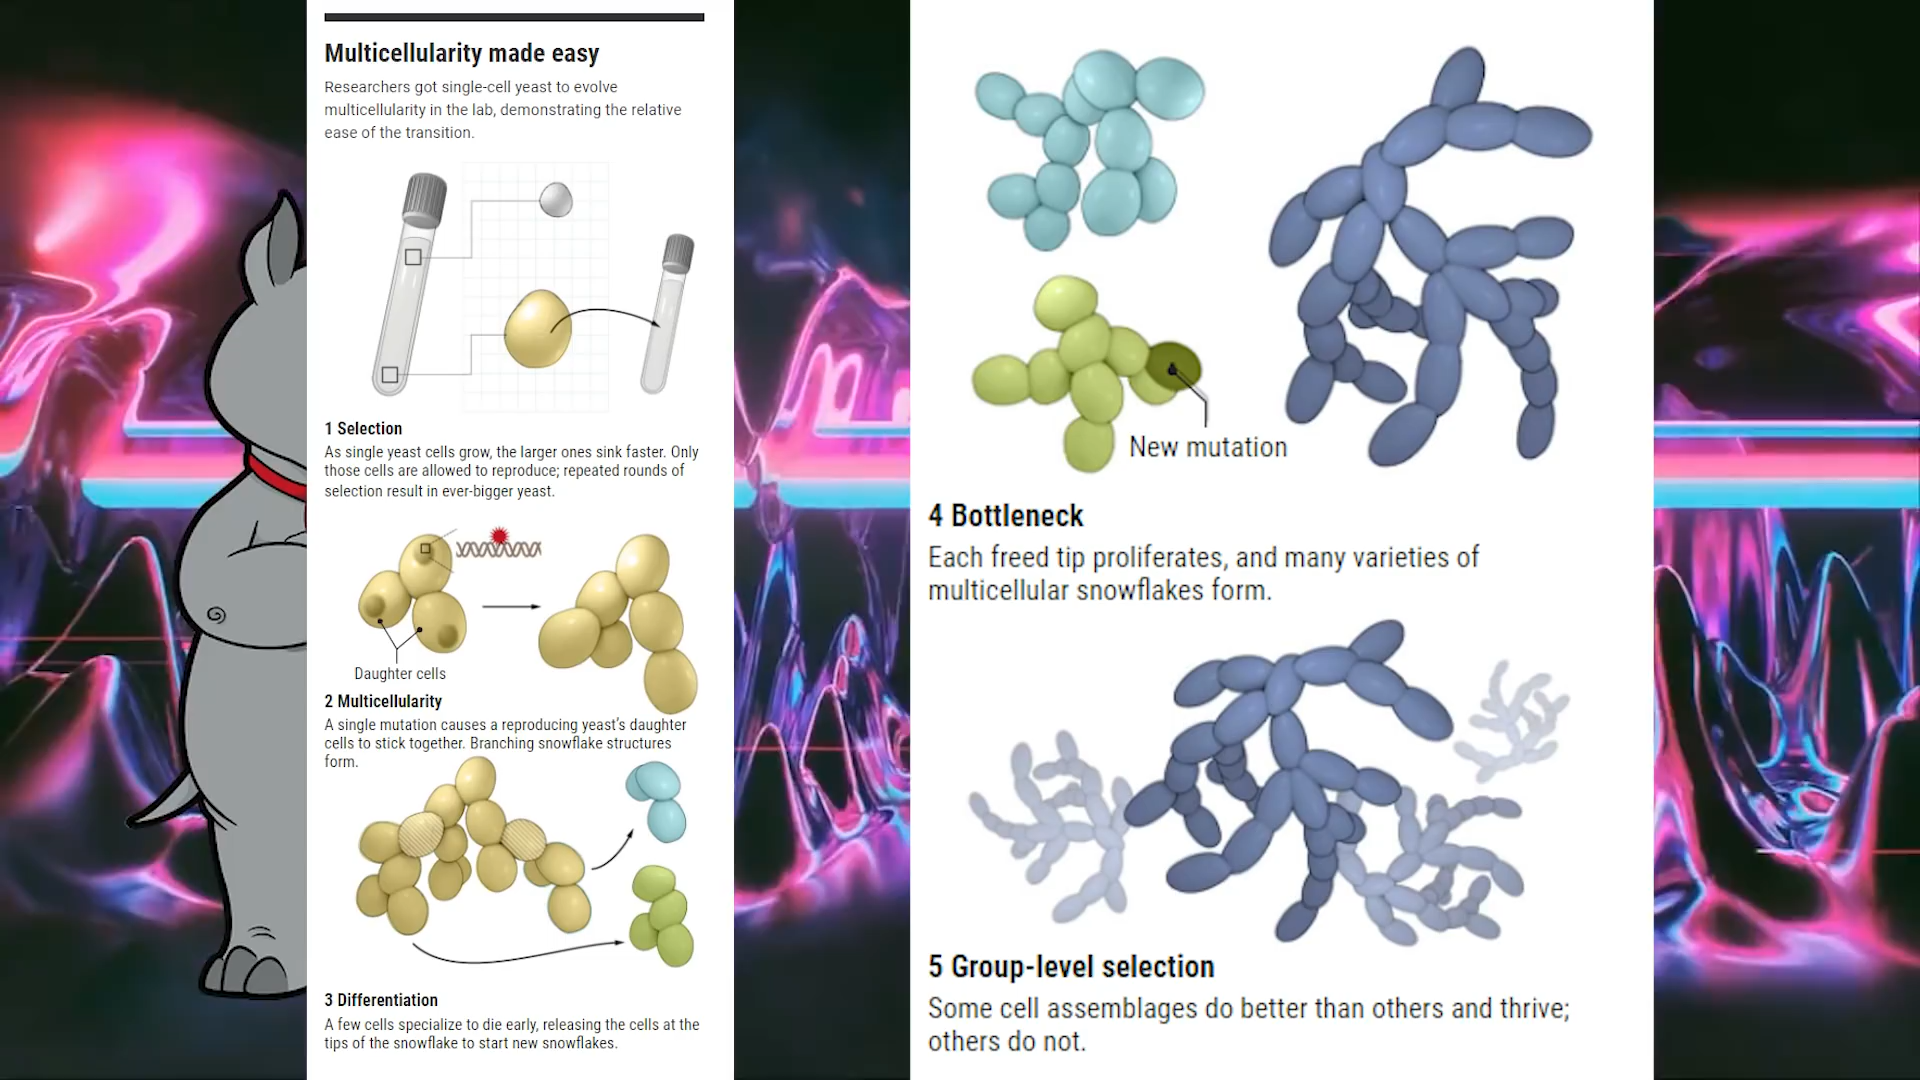 Multicellularity made easy
Researchers got single-cell yeast to evolve
multicellularity in the lab, demonstrating the relative
ease of the transition.
1 Selection
As single yeast cells grow, the larger ones sink faster. Only
those cells are allowed to reproduce; repeated rounds of
selection result in ever-bigger yeast.
Daughter cells
2 Multicellularity
A single mutation causes a reproducing yeast’s daughter
cells to stick together. Branching snowflake structures
form.
3 Differentiation
A few cells specialize to die early, releasing the cells at the
tips of the snowflake to start new snowflakes.
New mutation
4 Bottleneck
Each freed tip proliferates, and many varieties of
multicellular snowflakes form.
5 Group-level selection
Some cell assemblages do better than others and thrive;
others do not.